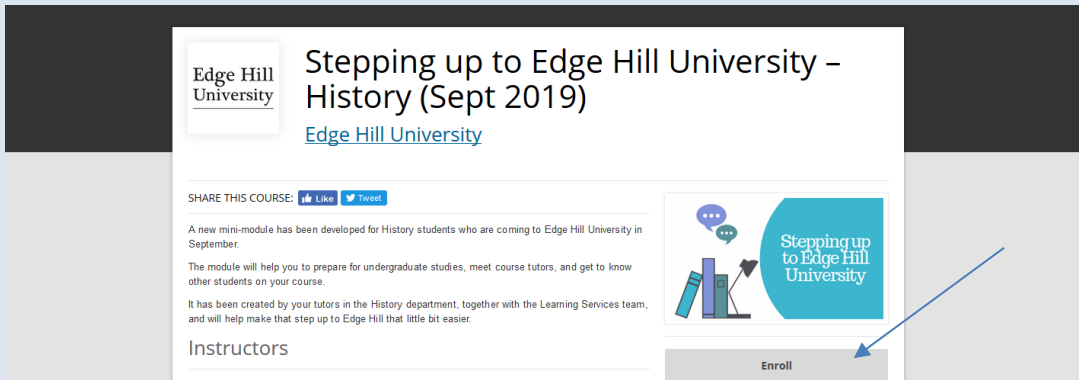 Edge Hill
University
Stepping up to Edge Hill University –
History (Sept 2019)
Edge Hill University
SHARE THIS COURSE: Like Tweet
A new mini-module has been developed for History students who are coming to Edge Hill University in
September.
The module will help you to prepare for undergraduate studies, meet course tutors, and get to know
other students on your course.
It has been created by your tutors in the History department, together with the Learning Services team,
and will help make that step up to Edge Hill that little bit easier.
Instructors
Stepping up
to Edge Hill
University
Enroll